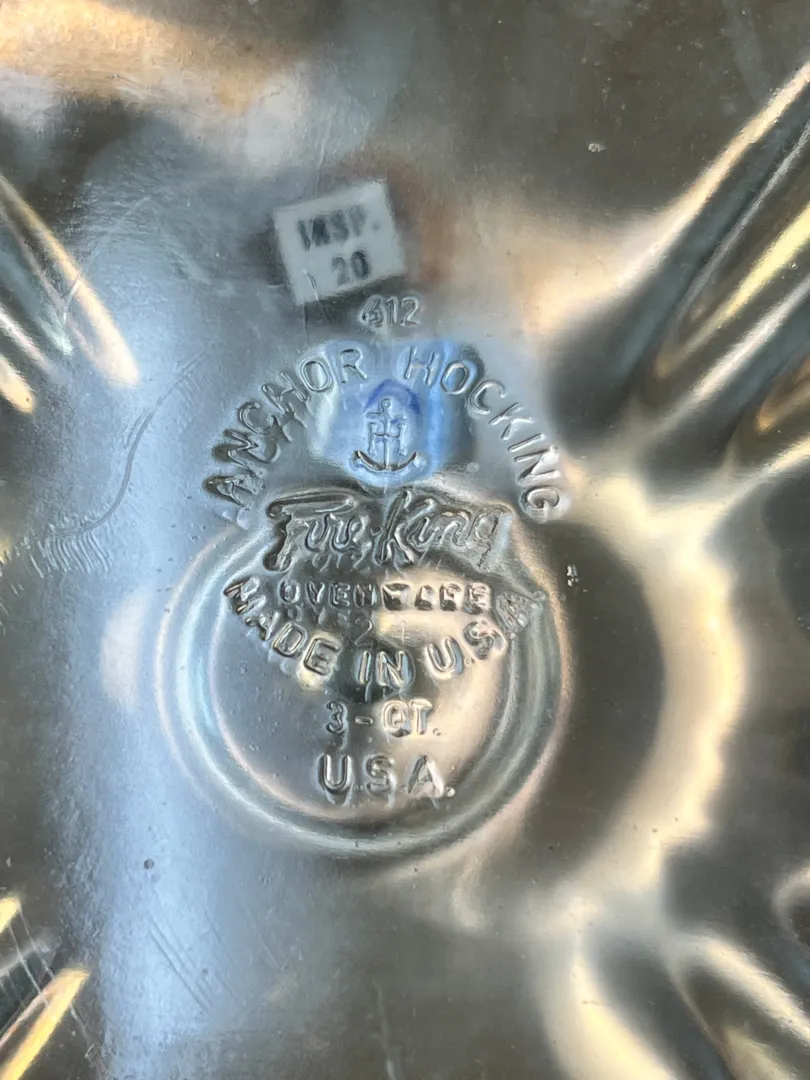 INSP.
20
412
ANCHOR HOCKING
H
Fire-King
OVENWARE
MADE IN U.S.A.
3-QT.
U.S.A.